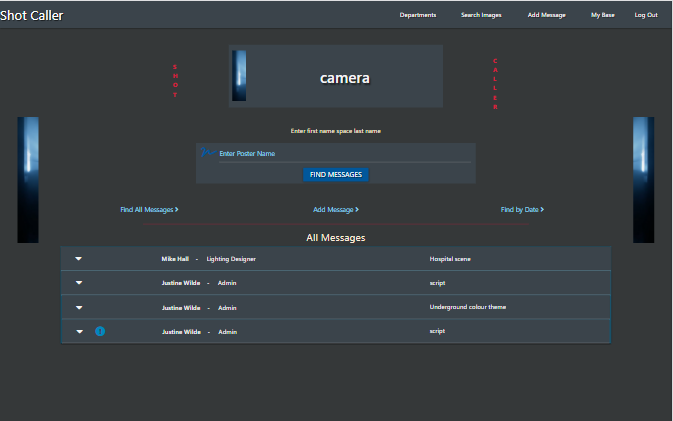 Shot Caller
Departments Search Images Add Message My Base Log Out
SHOT
camera
CALLER
Enter first name space last name
Enter Poster Name
FIND MESSAGES
Find All Messages Add Message Find by Date
All Messages
Mike Hall - Lighting Designer Hospital scene
Justine Wilde - Admin script
Justine Wilde - Admin Underground colour theme
Justine Wilde - Admin script